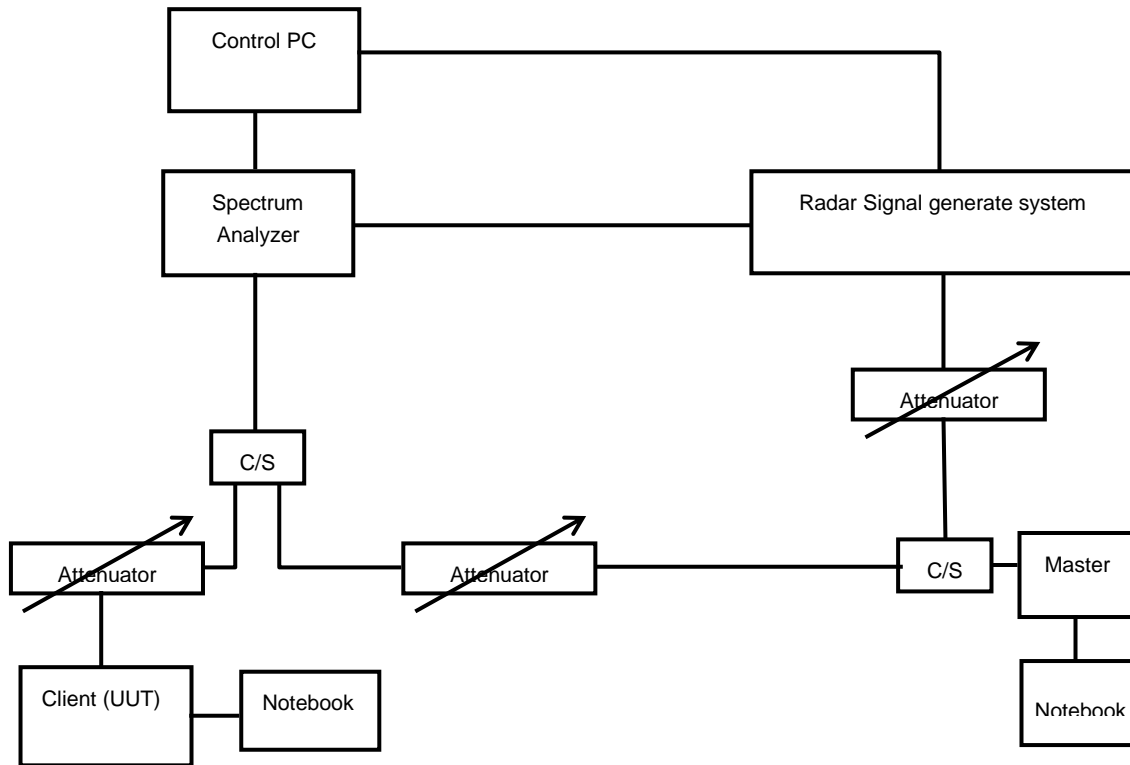 Control PC
Spectrum
Analyzer
Radar Signal generate system
Attenuator
C/S
Attenuator
Attenuator
C/S
Master
Client (UUT)
Notebook
Notebook